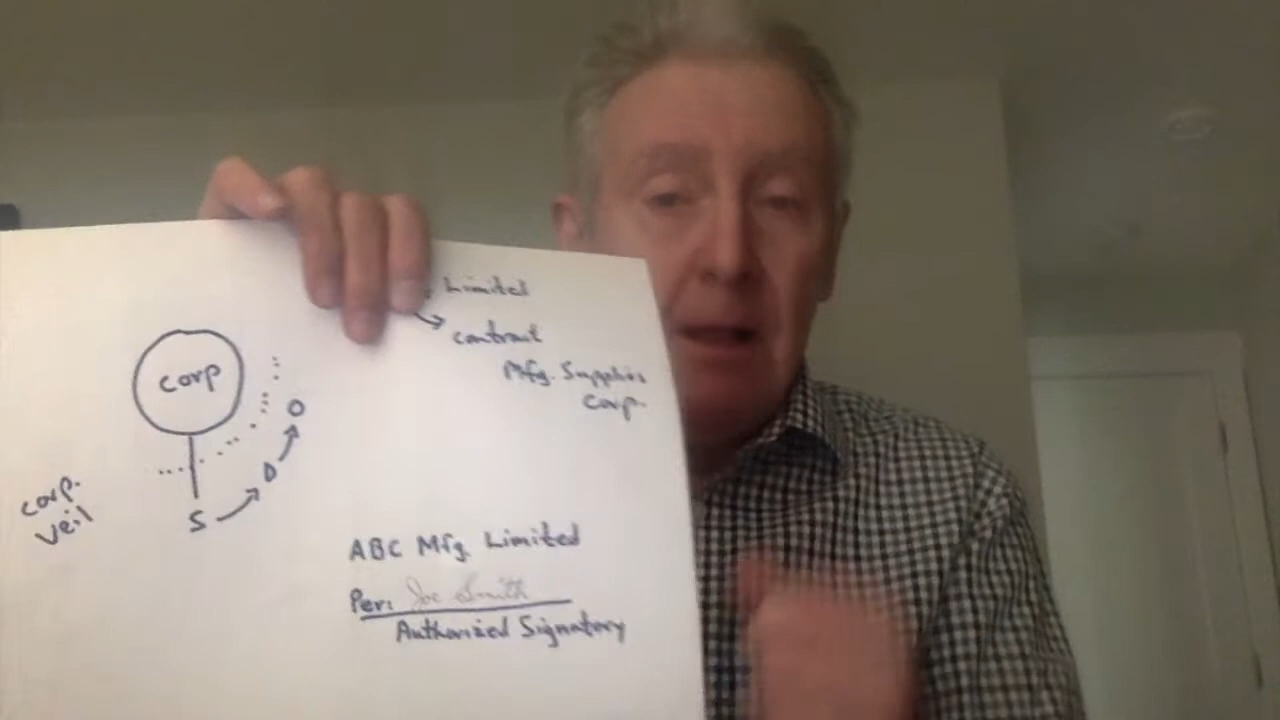 Limited
contract
Mfg. Supplies
Corp.
corp
O
D
S
corp.
veil
ABC Mfg. Limited
Per: Joe Smith
Authorized Signatory